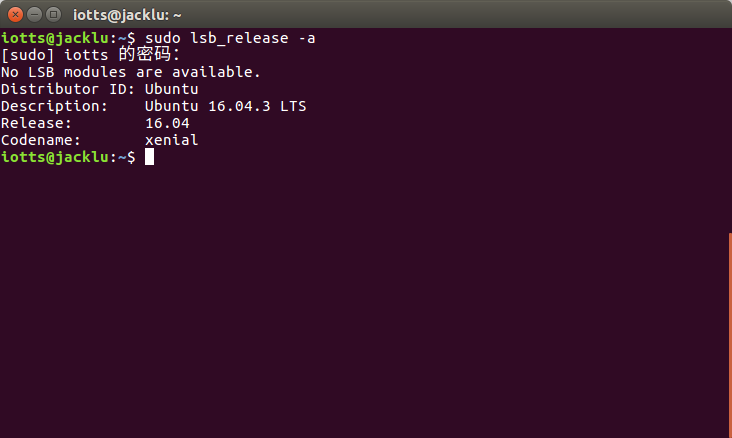 iotts@jacklu: ~
iotts@jacklu:~$ sudo lsb_release -a
[sudo] iotts 的密码：
No LSB modules are available.
Distributor ID: Ubuntu
Description:    Ubuntu 16.04.3 LTS
Release:        16.04
Codename:       xenial
iotts@jacklu:~$